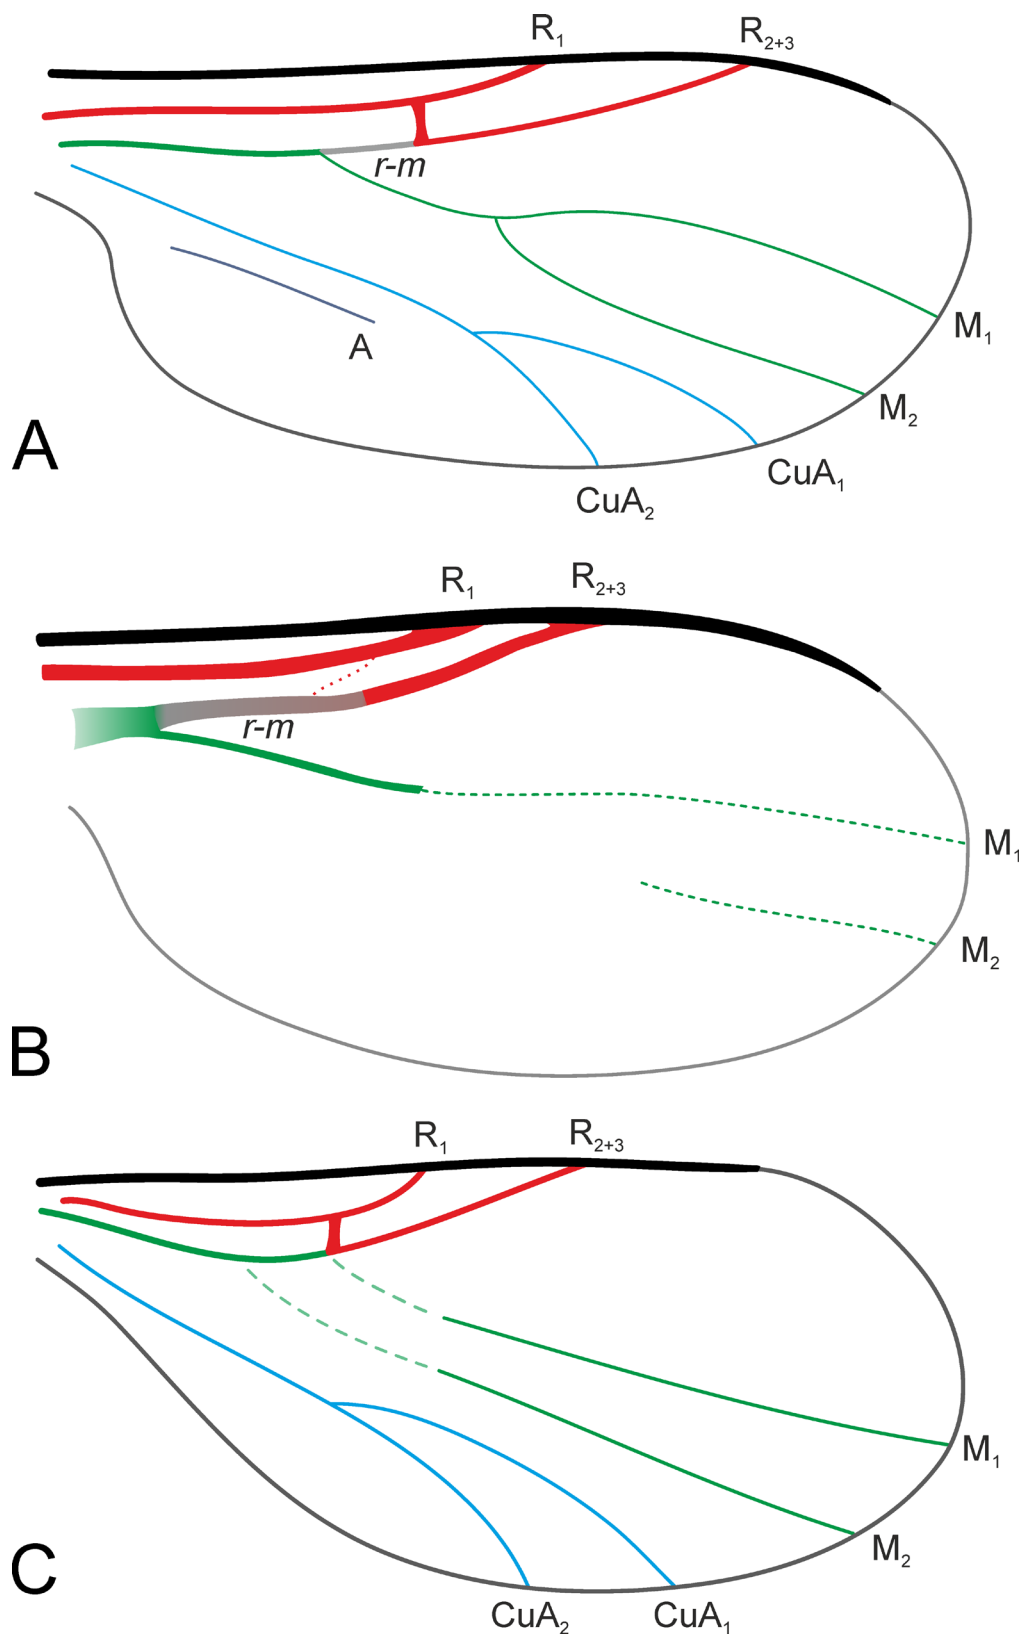 R₁ R₂₊₃
r-m
A
M₁
M₂
A
CuA₁
CuA₂
R₁ R₂₊₃
r-m
M₁
M₂
B
R₁ R₂₊₃
M₁
M₂
C
CuA₂ CuA₁